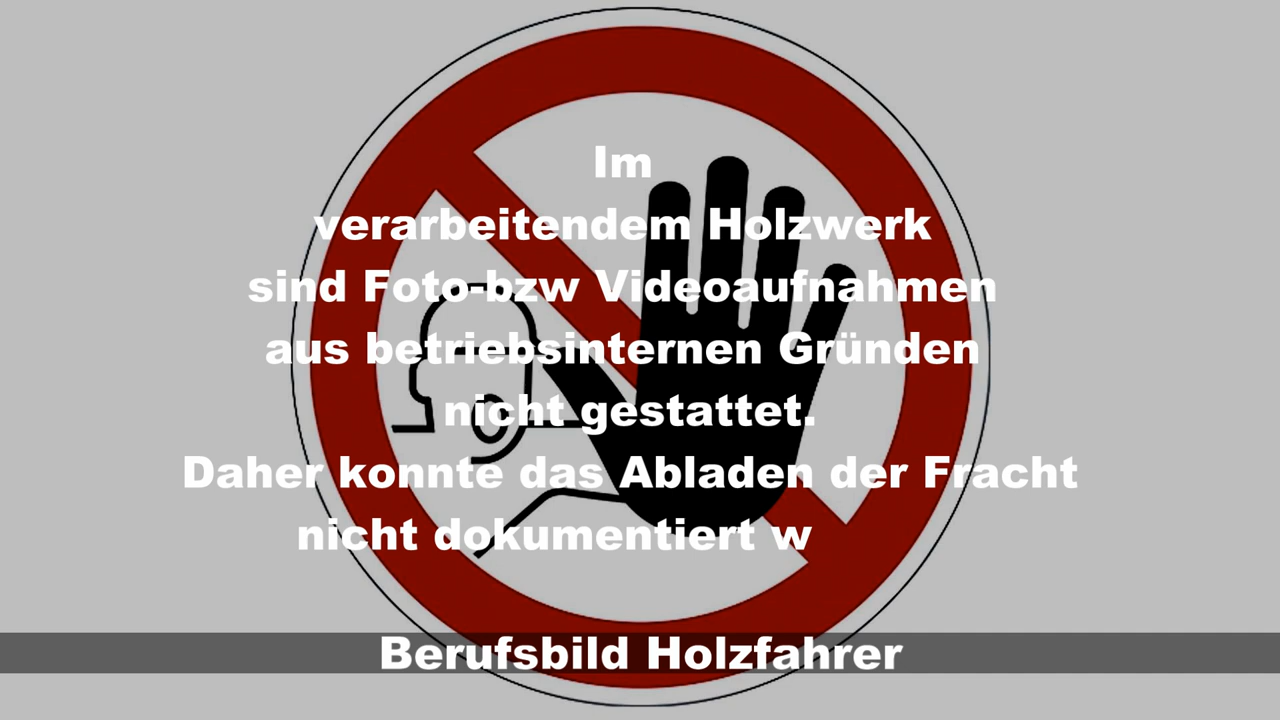 Im
verarbeitendem Holzwerk
sind Foto-bzw Videoaufnahmen
aus betriebsinternen Gründen
nicht gestattet.
Daher konnte das Abladen der Fracht
nicht dokumentiert w
Berufsbild Holzfahrer